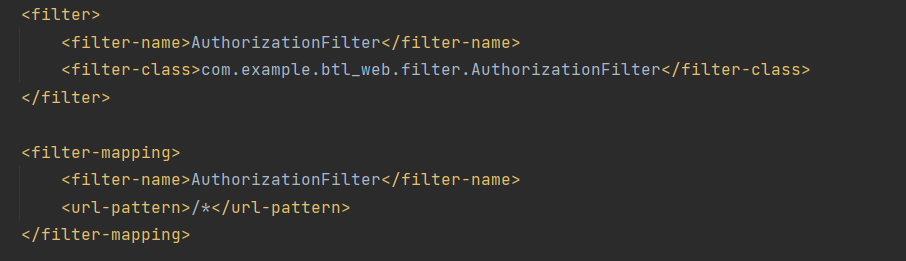 <filter>
<filter-name>AuthorizationFilter</filter-name>
<filter-class>com.example.btl_web.filter.AuthorizationFilter</filter-class>
</filter>
<filter-mapping>
<filter-name>AuthorizationFilter</filter-name>
<url-pattern>/*</url-pattern>
</filter-mapping>